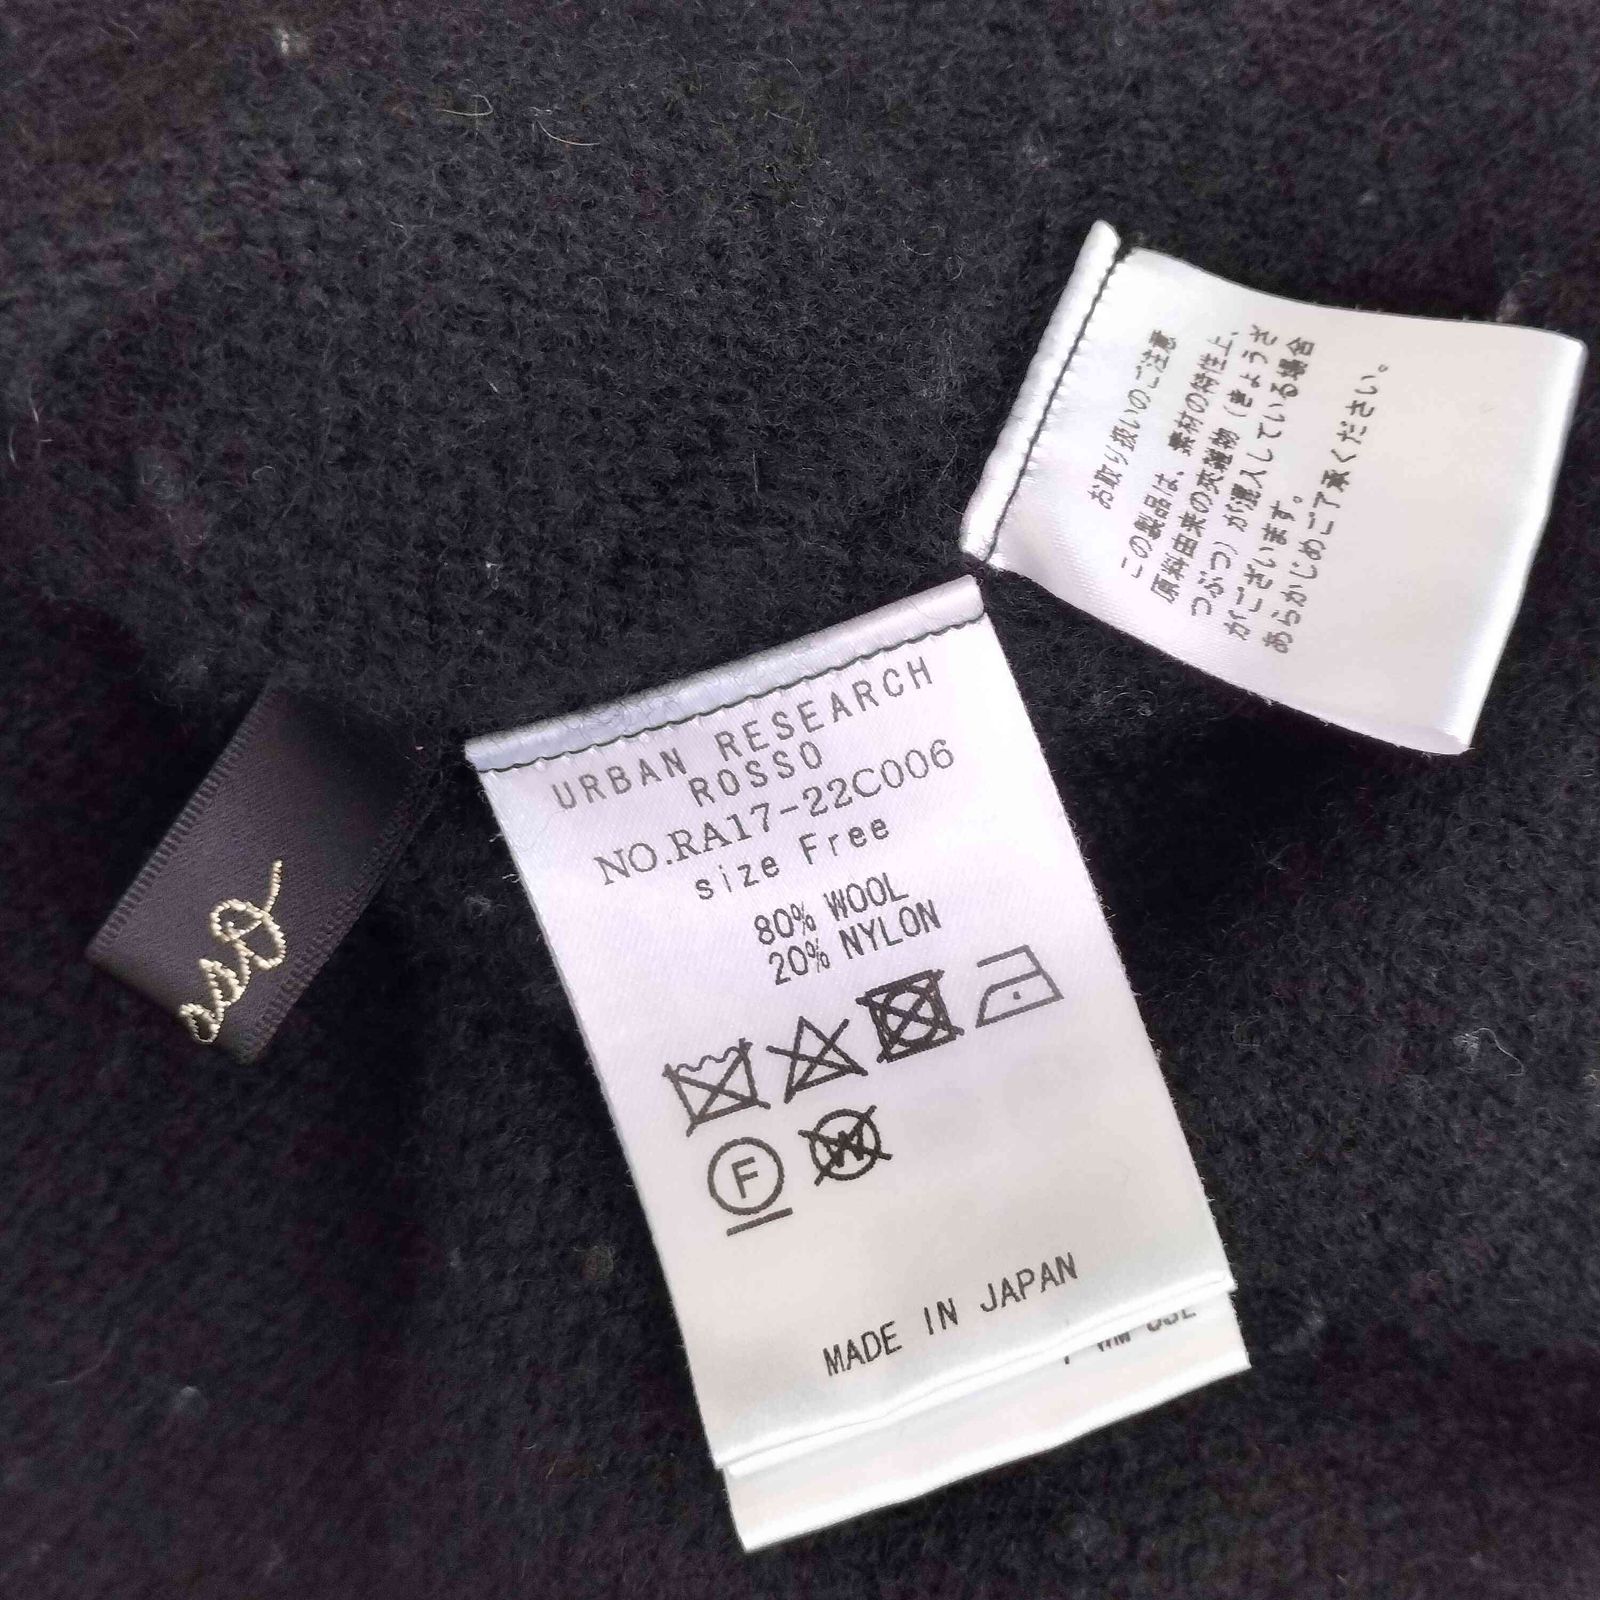 URBAN RESEARCH
ROSSO
NO.RA17-22C006
size Free
80% WOOL
20% NYLON
F
W
MADE IN JAPAN
お取り扱いのご注意
この製品は、素材の特性上、
原料由来の夾雑物（きょうざ
つぶつ）が混入している場合
がございます。
あらかじめご了承ください。